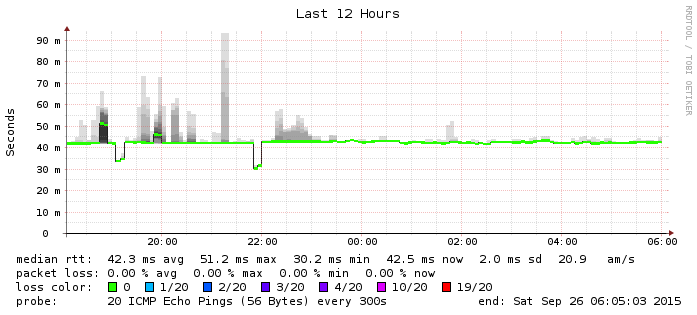 Last 12 Hours
RRDTOOL / TOBI OETIKER
Seconds
90 m
80 m
70 m
60 m
50 m
40 m
30 m
20 m
10 m
0
20:00 22:00 00:00 02:00 04:00 06:00
median rtt: 42.3 ms avg 51.2 ms max 30.2 ms min 42.5 ms now 2.0 ms sd 20.9 am/s
packet loss: 0.00 % avg 0.00 % max 0.00 % min 0.00 % now
loss color: 0 1/20 2/20 3/20 4/20 10/20 19/20
probe: 20 ICMP Echo Pings (56 Bytes) every 300s end: Sat Sep 26 06:05:03 2015